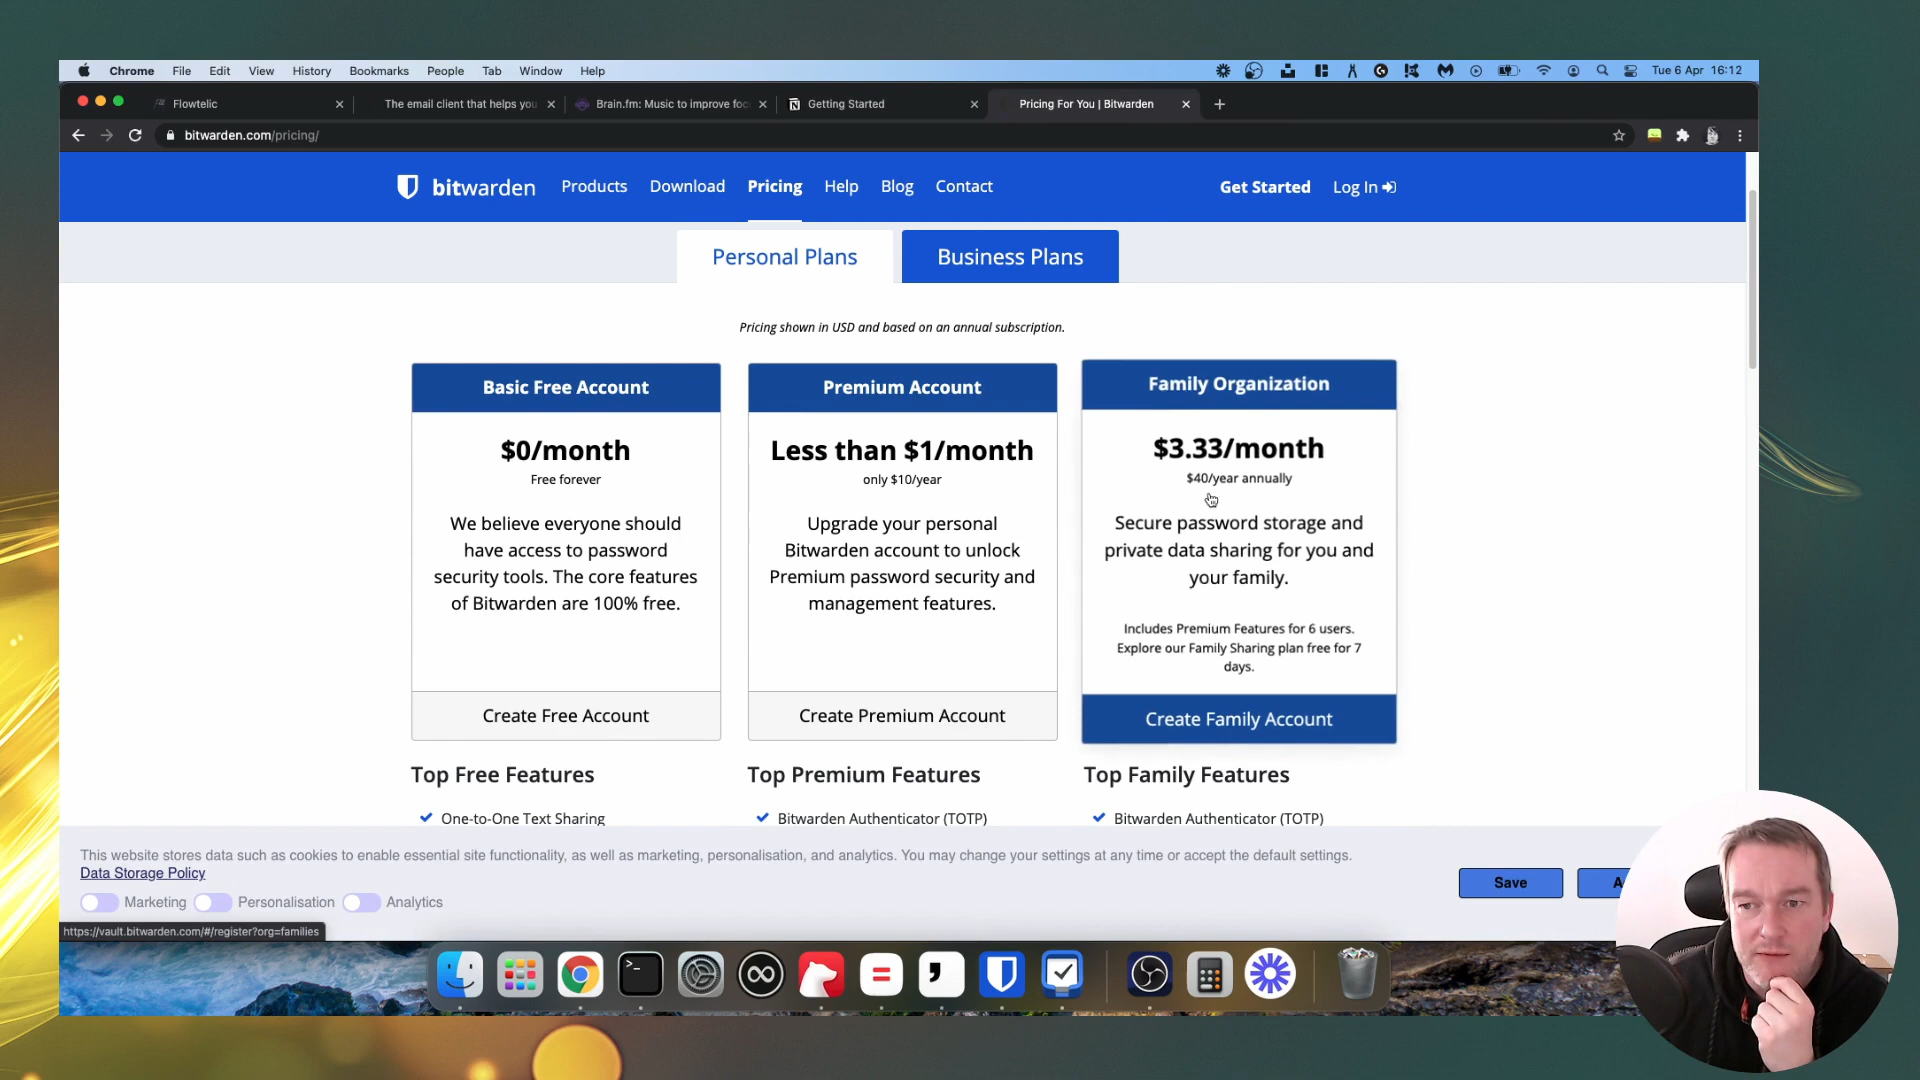 Chrome File Edit View History Bookmarks People Tab Window Help Tue 6 Apr 16:12
Flowtelic The email client that helps you Brain.fm: Music to improve foc Getting Started Pricing For You | Bitwarden
bitwarden.com/pricing/
bitwarden Products Download Pricing Help Blog Contact Get Started Log In
Personal Plans Business Plans
Pricing shown in USD and based on an annual subscription.
Basic Free Account
$0/month
Free forever
We believe everyone should
have access to password
security tools. The core features
of Bitwarden are 100% free.
Create Free Account
Premium Account
Less than $1/month
only $10/year
Upgrade your personal
Bitwarden account to unlock
Premium password security and
management features.
Create Premium Account
Family Organization
$3.33/month
$40/year annually
Secure password storage and
private data sharing for you and
your family.
Includes Premium Features for 6 users.
Explore our Family Sharing plan free for 7
days.
Create Family Account
Top Free Features
One-to-One Text Sharing
Top Premium Features
Bitwarden Authenticator (TOTP)
Top Family Features
Bitwarden Authenticator (TOTP)
This website stores data such as cookies to enable essential site functionality, as well as marketing, personalisation, and analytics. You may change your settings at any time or accept the default settings.
Data Storage Policy
Marketing Personalisation Analytics
Save
https://vault.bitwarden.com/#/register?org=families